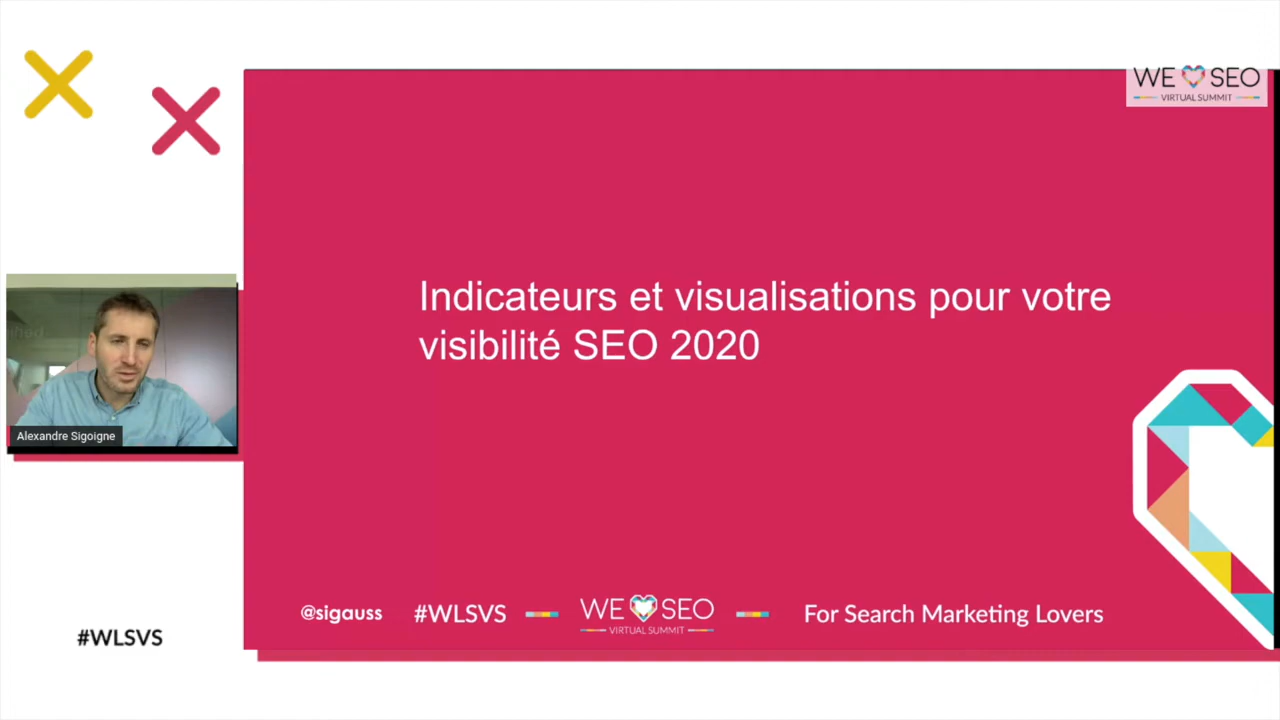 WE SEO
VIRTUAL SUMMIT
Indicateurs et visualisations pour votre
visibilité SEO 2020
Alexandre Sigoigne
@sigauss #WLSVS WE SEO For Search Marketing Lovers
VIRTUAL SUMMIT
#WLSVS